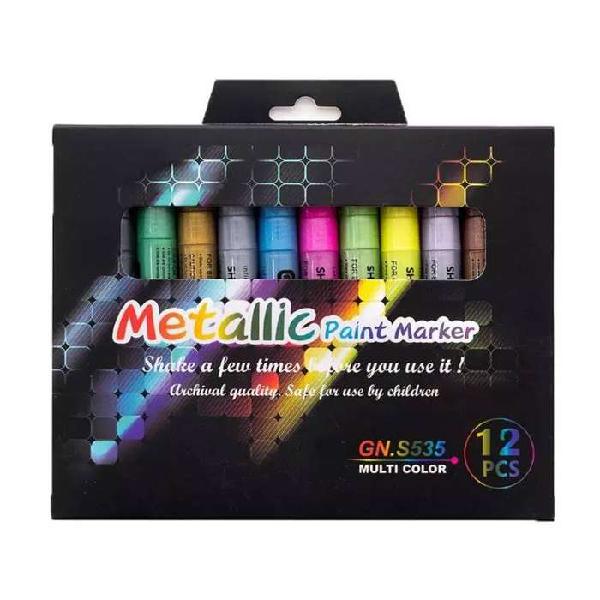 Metallic Paint Marker
Shake a few times before you use it !
Archival quality. Safe for use by children
GN.S535
MULTI COLOR
12
PCS